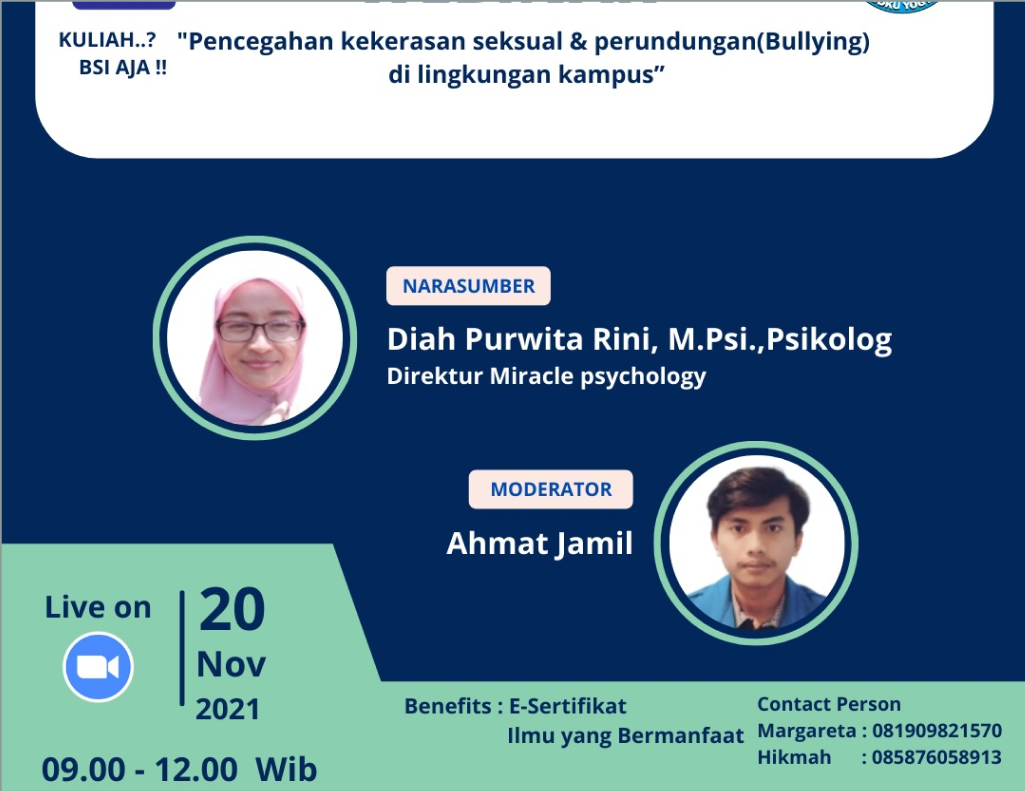 KULIAH..?
BSI AJA !!
"Pencegahan kekerasan seksual & perundungan(Bullying)
di lingkungan kampus”
NARASUMBER
Diah Purwita Rini, M.Psi.,Psikolog
Direktur Miracle psychology
MODERATOR
Ahmat Jamil
Live on
20
Nov
2021
09.00 - 12.00 Wib
Benefits : E-Sertifikat
Ilmu yang Bermanfaat
Contact Person
Margareta : 081909821570
Hikmah : 085876058913